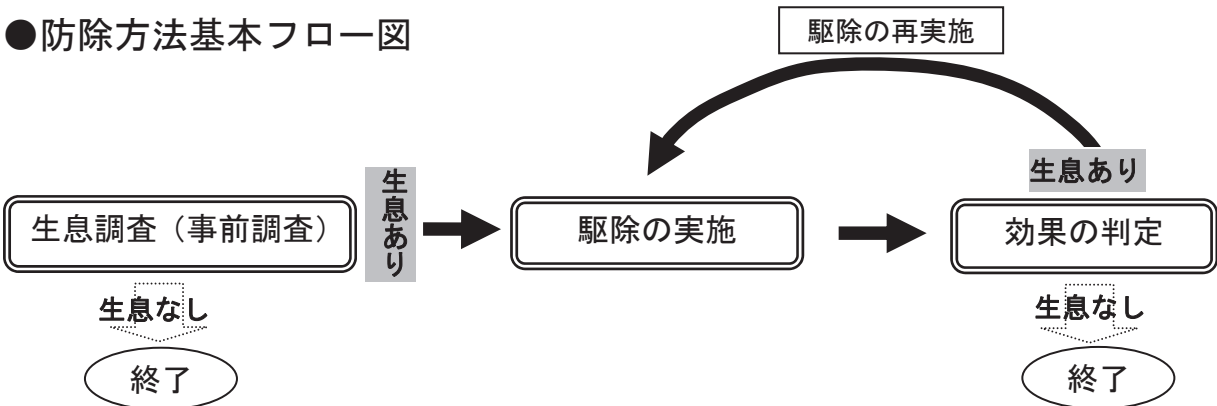 ●防除方法基本フロー図
駆除の再実施
生息調査（事前調査）
生息あり
駆除の実施
生息あり
効果の判定
生息なし
終了
生息なし
終了